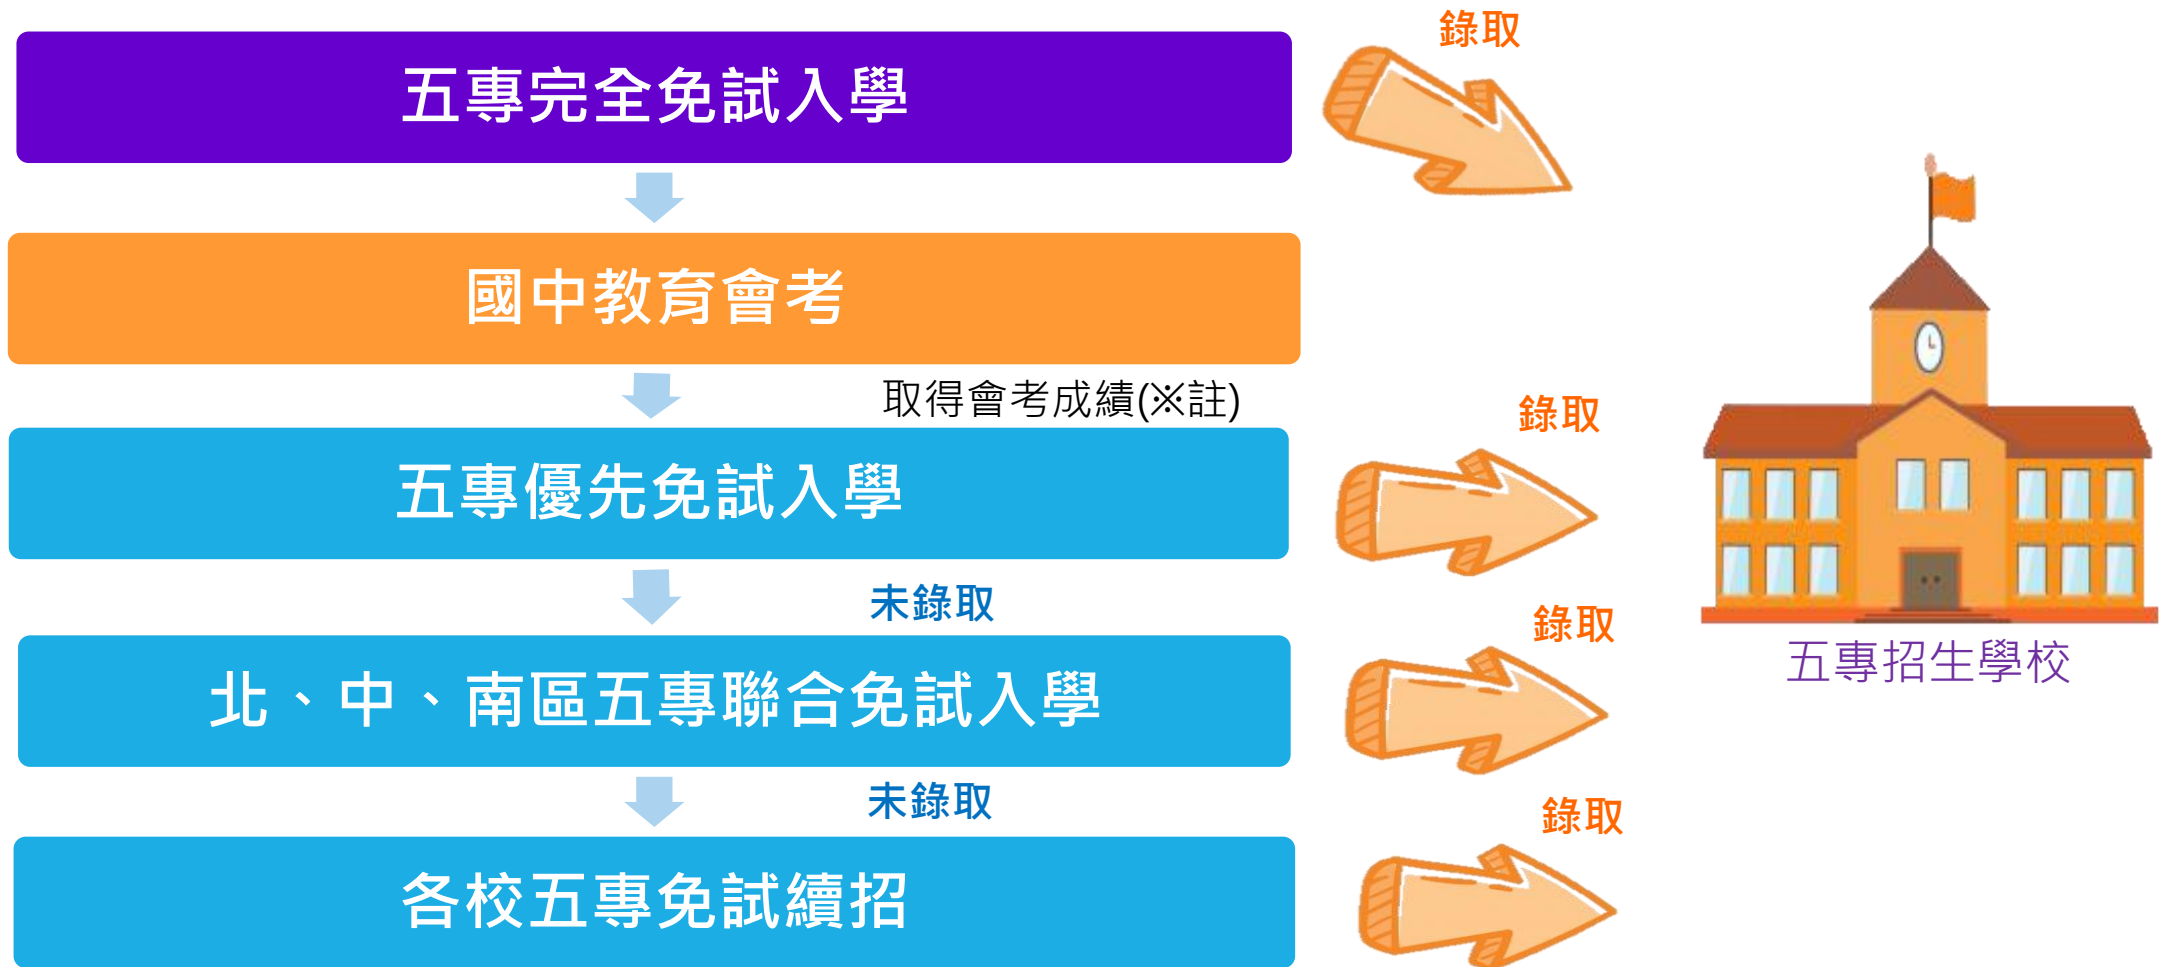 錄取
五專完全免試入學
國中教育會考
取得會考成績(※註)
錄取
五專優先免試入學
未錄取
錄取
五專招生學校
北、中、南區五專聯合免試入學
未錄取
錄取
各校五專免試續招